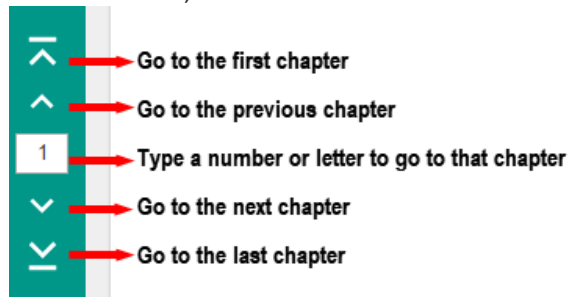 Go to the first chapter
Go to the previous chapter
1
Type a number or letter to go to that chapter
Go to the next chapter
Go to the last chapter